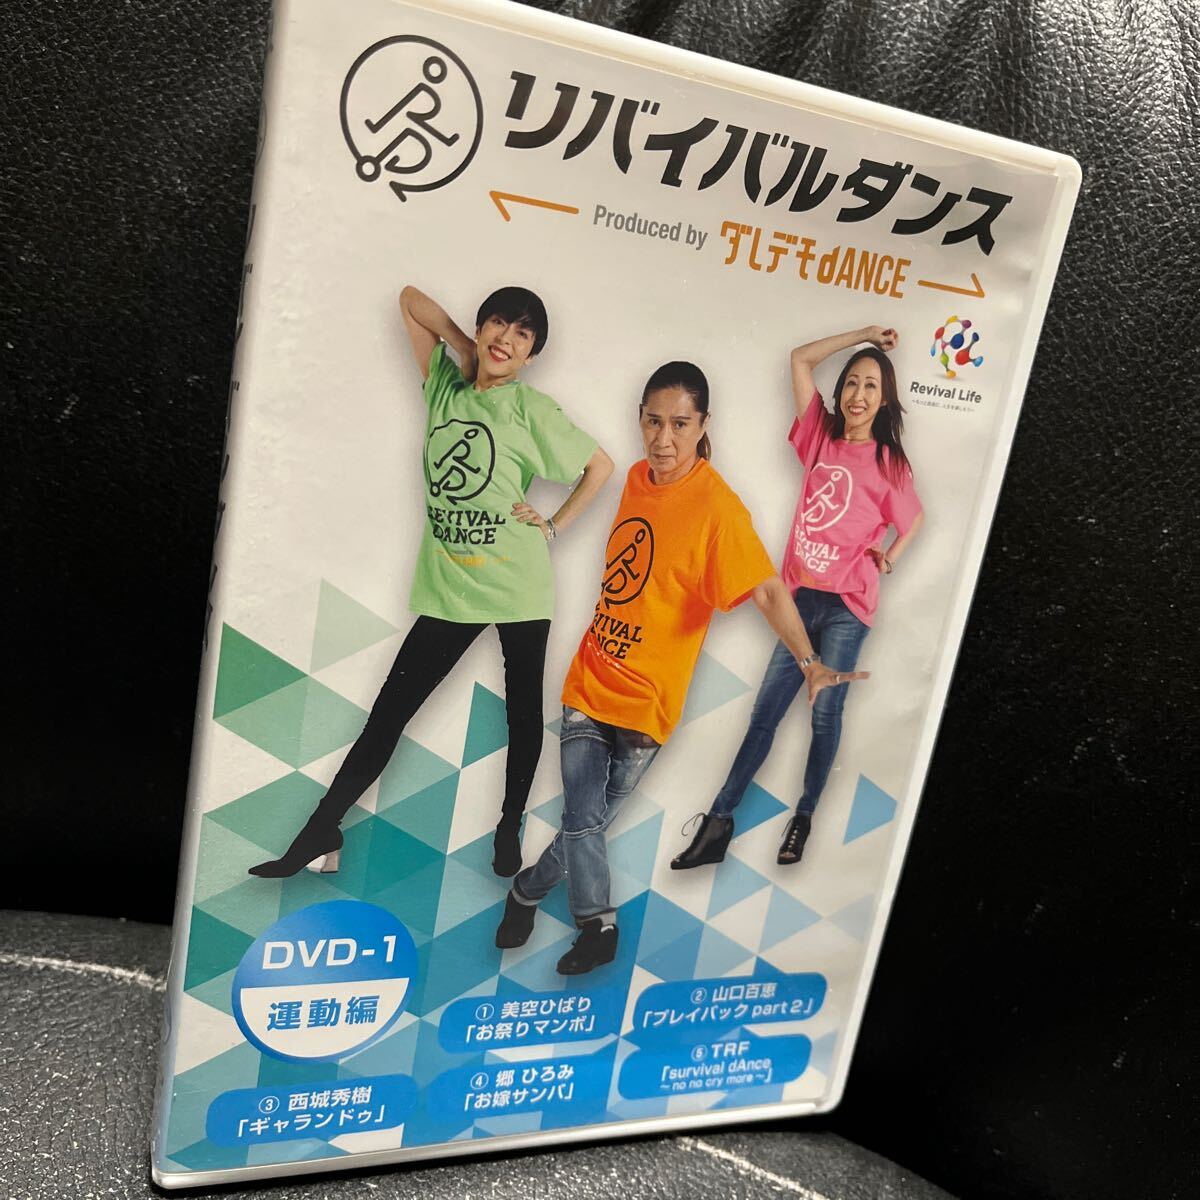 リバイバルダンス
Produced by ダレデモdANCE
Revival Life
REVIVAL
DANCE
REVIVAL
DANCE
REVIVAL
DANCE
DVD-1
運動編
① 美空ひばり
「お祭りマンボ」
② 山口百恵
「プレイバック part 2」
③ 西城秀樹
「ギャランドゥ」
④ 郷 ひろみ
「お嫁サンバ」
⑤ TRF
「survival dAnce
～no no cry more～」